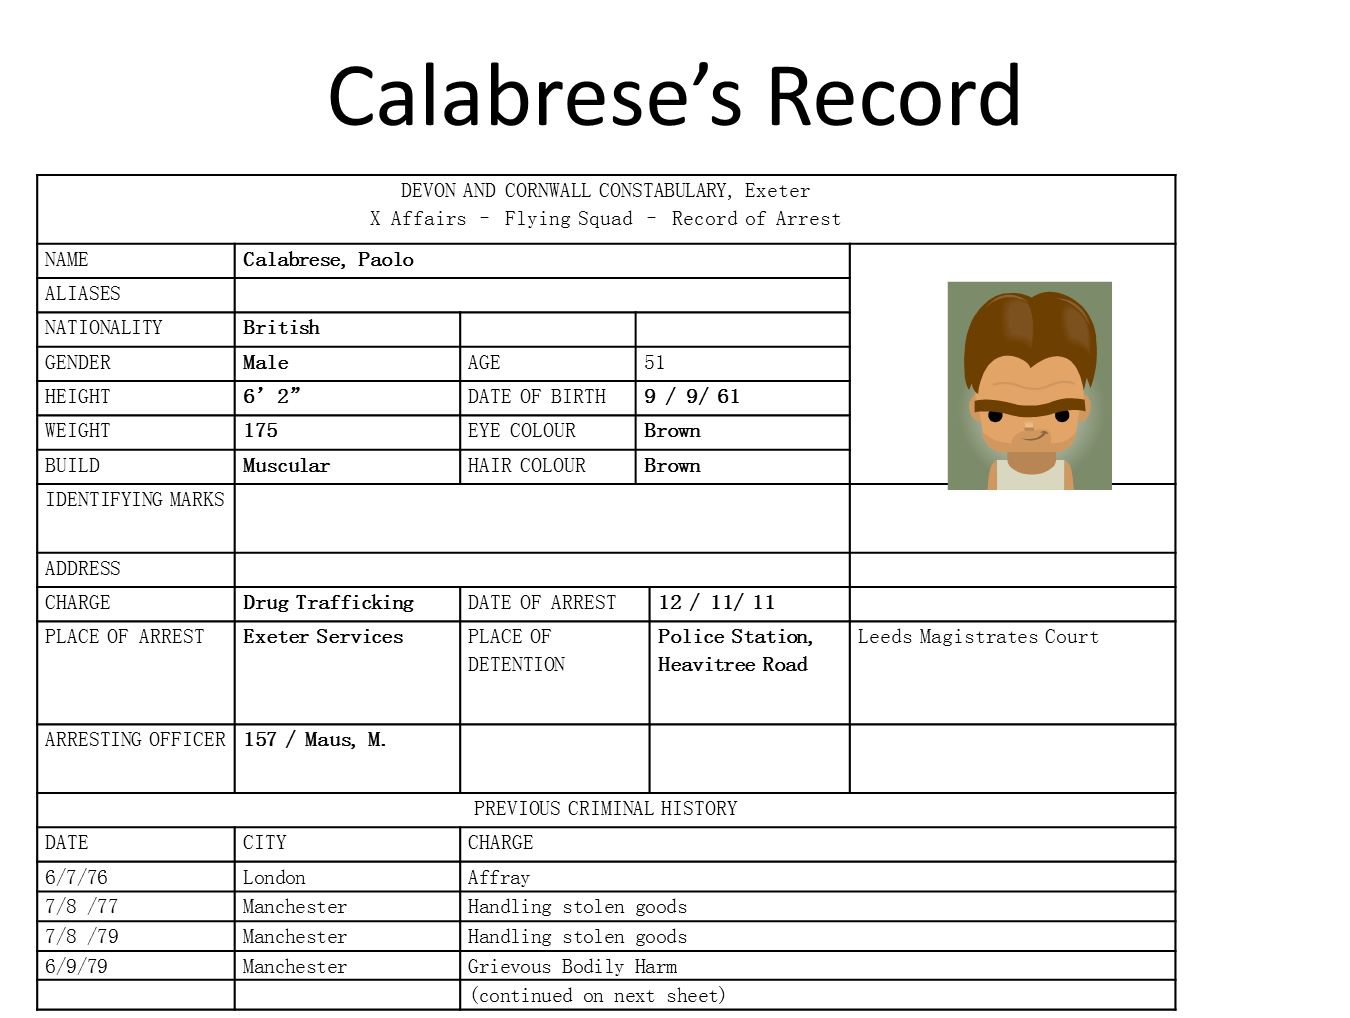 Calabrese’s Record
DEVON AND CORNWALL CONSTABULARY, Exeter
X Affairs – Flying Squad – Record of Arrest
NAME Calabrese, Paolo
ALIASES
NATIONALITY British
GENDER Male AGE 51
HEIGHT 6’ 2” DATE OF BIRTH 9 / 9/ 61
WEIGHT 175 EYE COLOUR Brown
BUILD Muscular HAIR COLOUR Brown
IDENTIFYING MARKS
ADDRESS
CHARGE Drug Trafficking DATE OF ARREST 12 / 11/ 11
PLACE OF ARREST Exeter Services PLACE OF Police Station, Leeds Magistrates Court
DETENTION Heavitree Road
ARRESTING OFFICER 157 / Maus, M.
PREVIOUS CRIMINAL HISTORY
DATE CITY CHARGE
6/7/76 London Affray
7/8 /77 Manchester Handling stolen goods
7/8 /79 Manchester Handling stolen goods
6/9/79 Manchester Grievous Bodily Harm
(continued on next sheet)